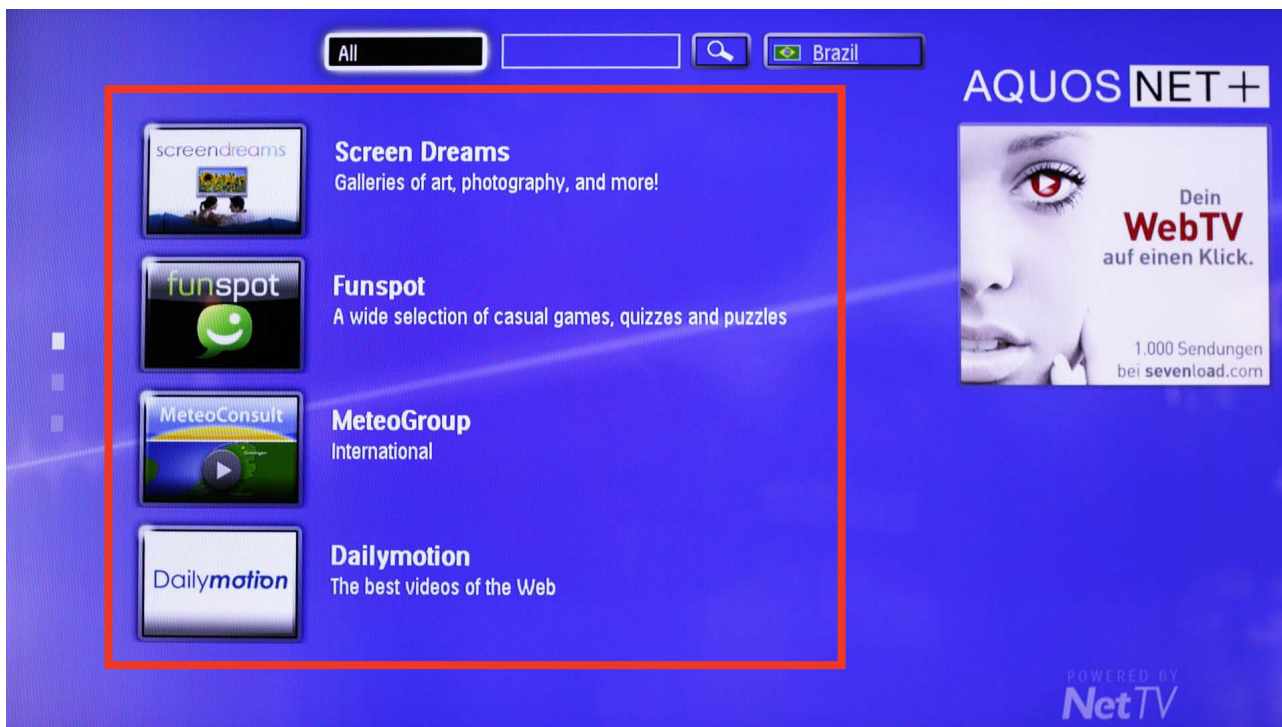 All
Brazil
AQUOS NET+
screendreams
Screen Dreams
Galleries of art, photography, and more!
Dein
WebTV
auf einen Klick.
1.000 Sendungen
bei sevenload.com
funspot
Funspot
A wide selection of casual games, quizzes and puzzles
MeteoConsult
MeteoGroup
International
Dailymotion
Dailymotion
The best videos of the Web
POWERED BY
NetTV